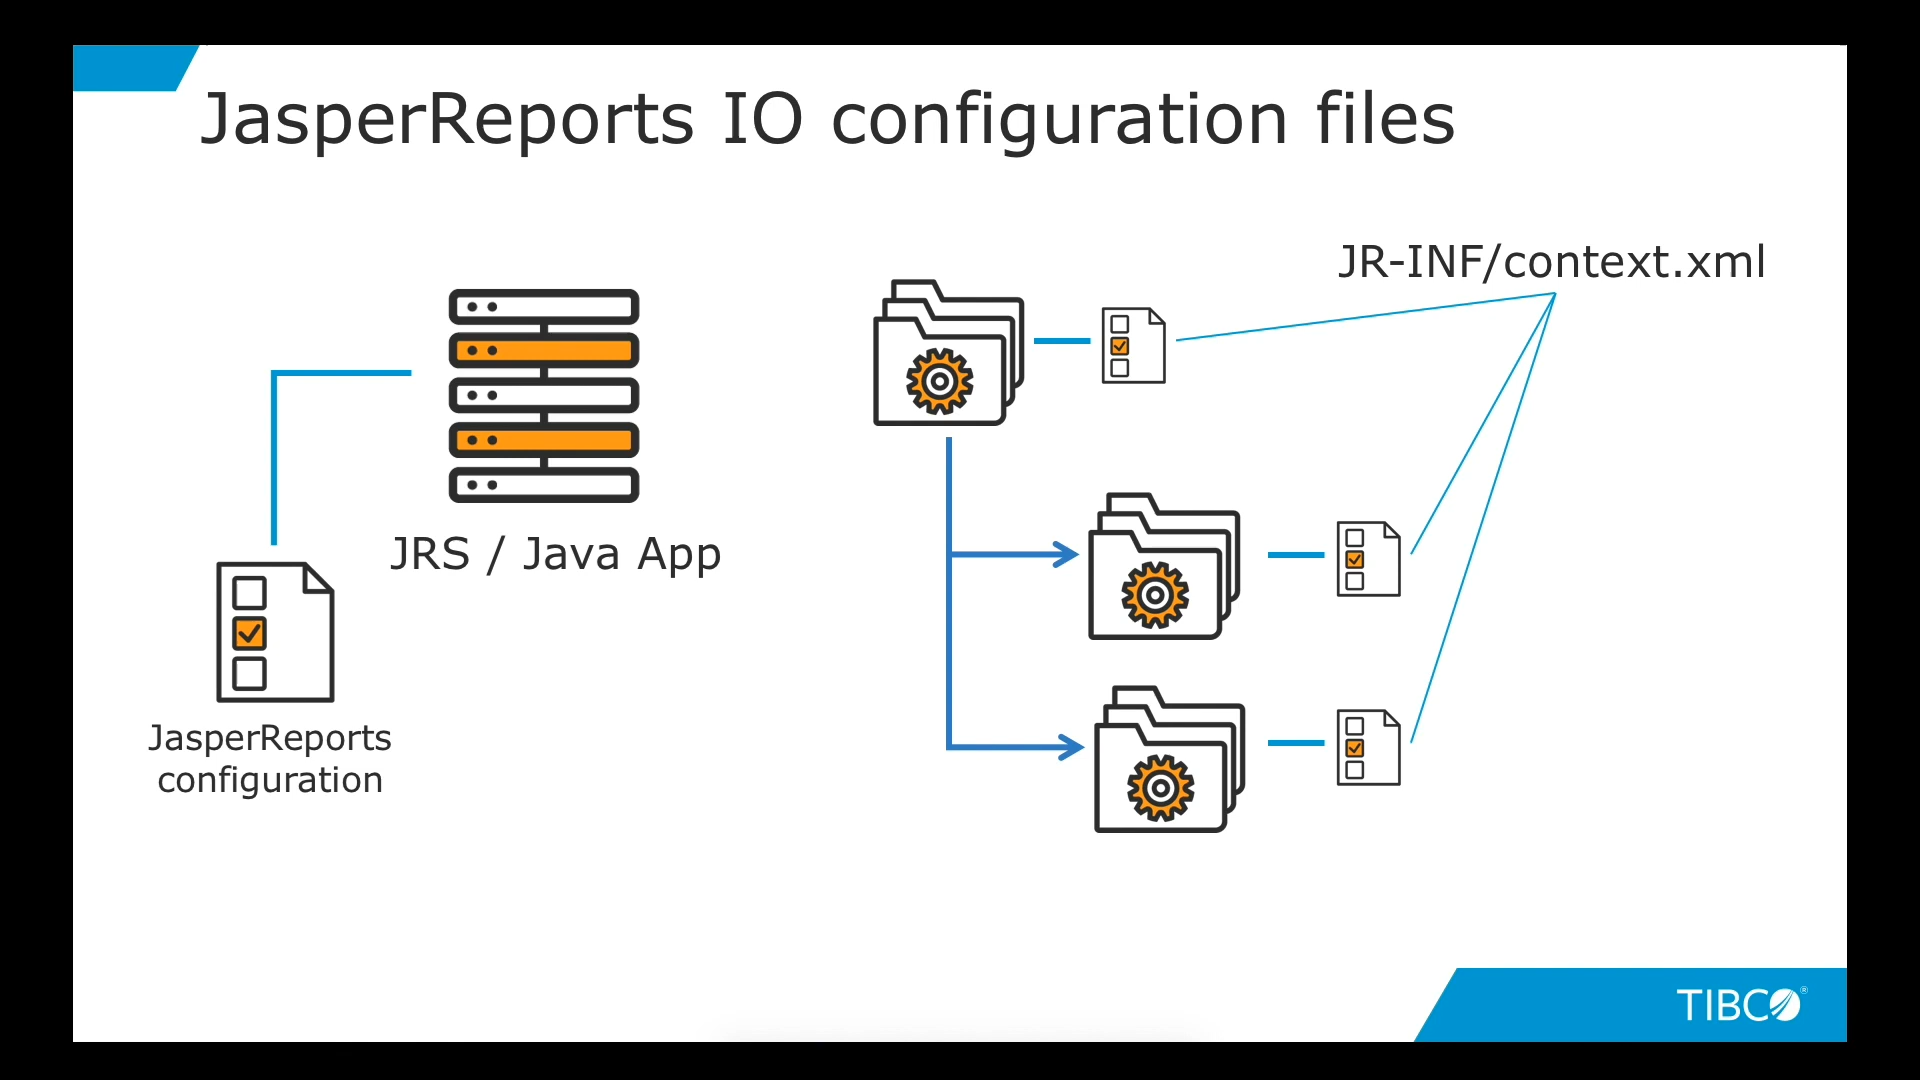 JasperReports IO configuration files
JR-INF/context.xml
JRS / Java App
JasperReports
configuration
TIBCO®